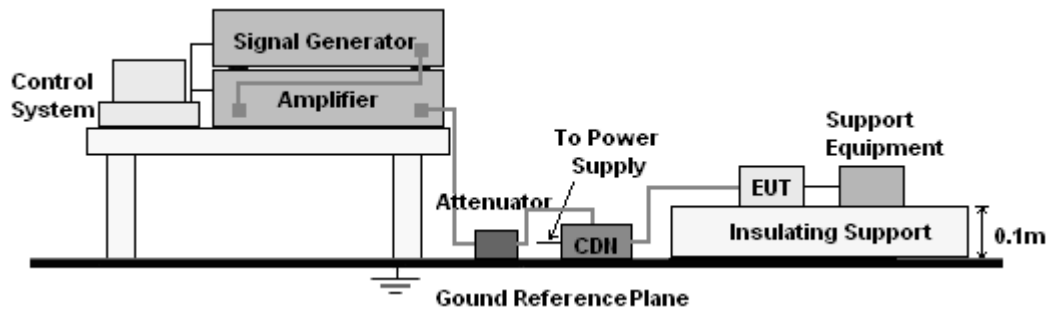 Signal Generator
Control
System
Amplifier
To Power
Supply
Support
Equipment
Attenuator
EUT
CDN
Insulating Support
0.1m
Gound Reference Plane